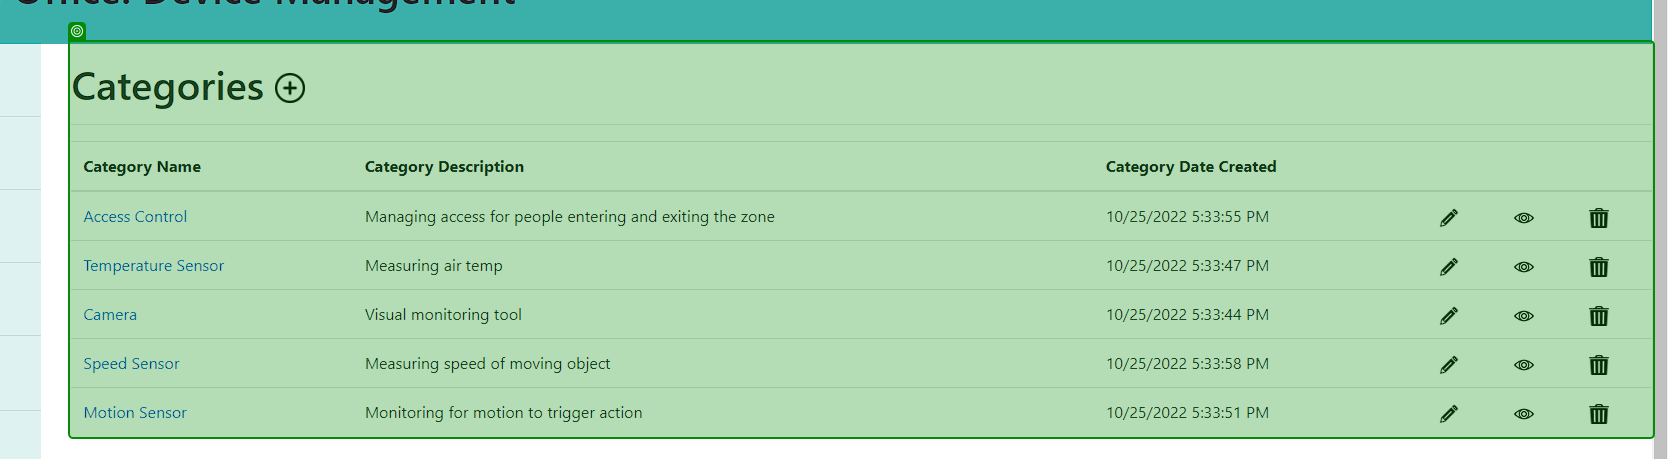 Office: Device Management
Categories
Category Name Category Description Category Date Created
Access Control Managing access for people entering and exiting the zone 10/25/2022 5:33:55 PM
Temperature Sensor Measuring air temp 10/25/2022 5:33:47 PM
Camera Visual monitoring tool 10/25/2022 5:33:44 PM
Speed Sensor Measuring speed of moving object 10/25/2022 5:33:58 PM
Motion Sensor Monitoring for motion to trigger action 10/25/2022 5:33:51 PM